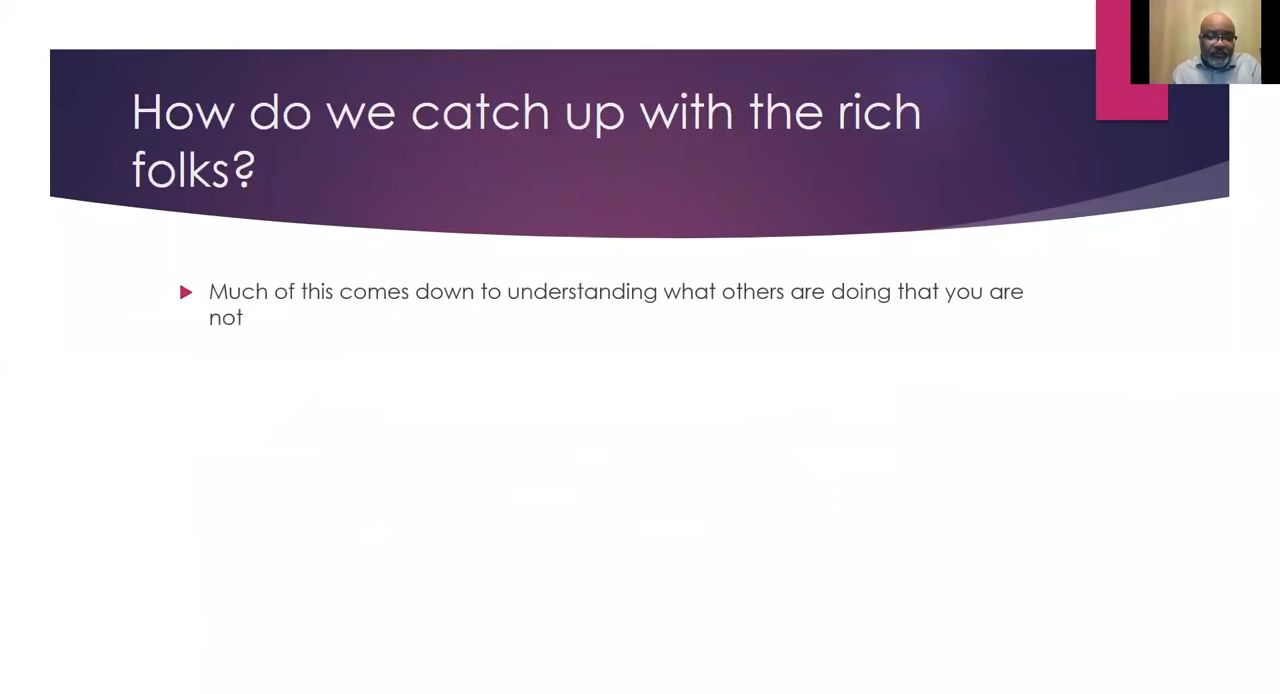 How do we catch up with the rich
folks?
Much of this comes down to understanding what others are doing that you are
not